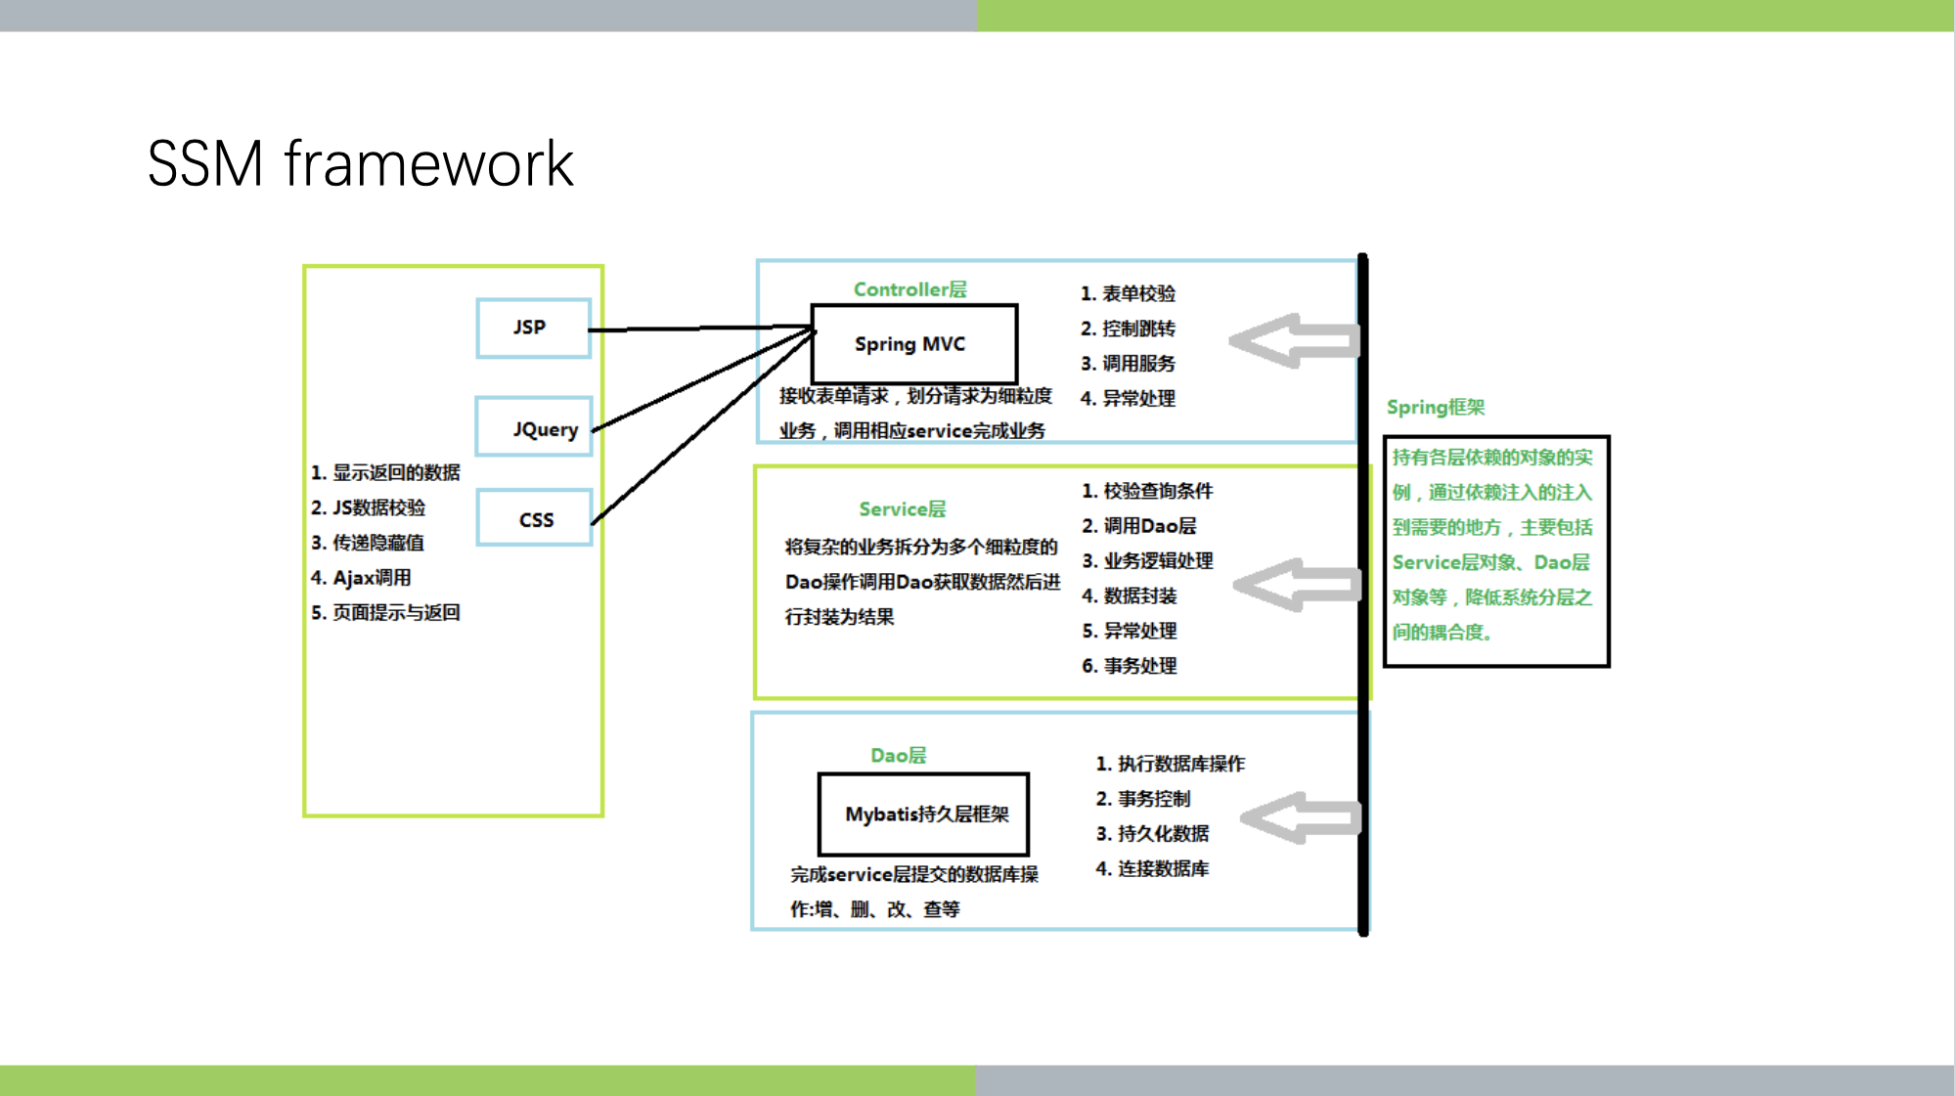 SSM framework
JSP
JQuery
CSS
1. 显示返回的数据
2. JS数据校验
3. 传递隐藏值
4. Ajax调用
5. 页面提示与返回
Controller层
Spring MVC
接收表单请求，划分请求为细粒度
业务，调用相应service完成业务
1. 表单校验
2. 控制跳转
3. 调用服务
4. 异常处理
Service层
将复杂的业务拆分为多个细粒度的
Dao操作调用Dao获取数据然后进
行封装为结果
1. 校验查询条件
2. 调用Dao层
3. 业务逻辑处理
4. 数据封装
5. 异常处理
6. 事务处理
Dao层
Mybatis持久层框架
完成service层提交的数据库操
作:增、删、改、查等
1. 执行数据库操作
2. 事务控制
3. 持久化数据
4. 连接数据库
Spring框架
持有各层依赖的对象的实
例，通过依赖注入的注入
到需要的地方，主要包括
Service层对象、Dao层
对象等，降低系统分层之
间的耦合度。